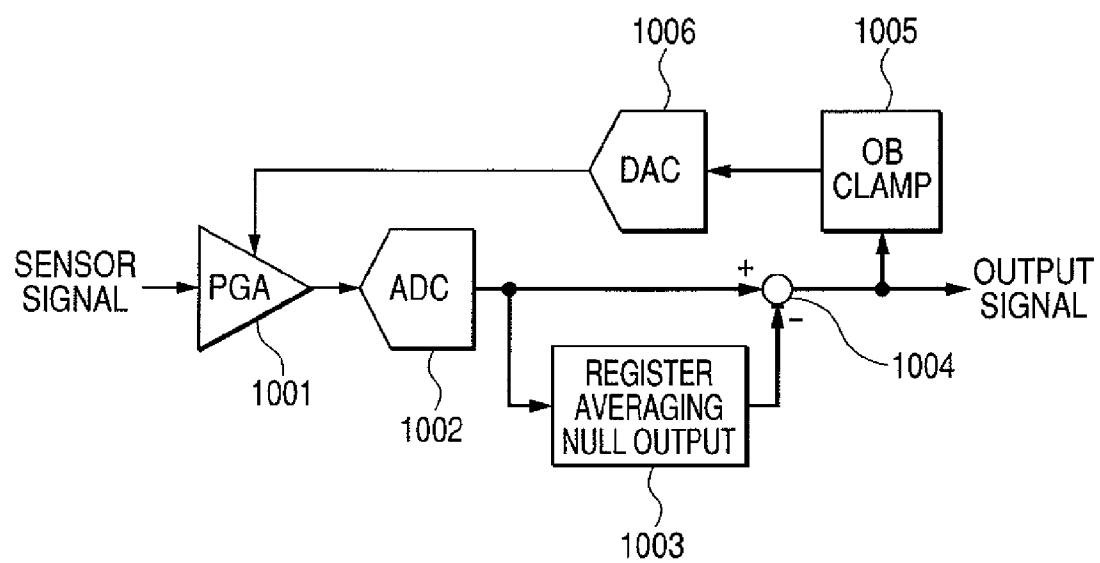 1006
1005
DAC
OB
CLAMP
SENSOR
SIGNAL
PGA
ADC
+
-
OUTPUT
SIGNAL
1001
1002
REGISTER
AVERAGING
NULL OUTPUT
1004
1003